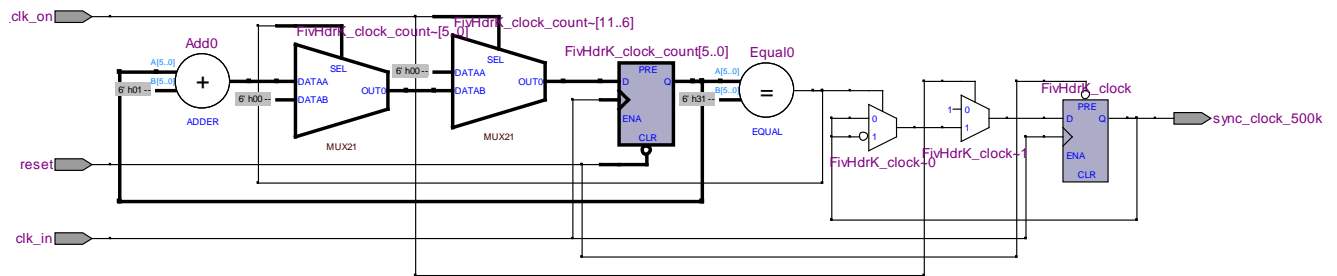 _clk_on
FivHdrK_clock_count~[5..0]
FivHdrK_clock_count~[11..6]
Add0
A[5..0]
B[5..0]
6' h01 --
+
ADDER
SEL
DATAA
DATAB
OUT0
6' h00 --
MUX21
SEL
6' h00 --
DATAA
DATAB
OUT0
MUX21
FivHdrK_clock_count[5..0]
PRE
D
Q
ENA
CLR
Equal0
A[5..0]
B[5..0]
6' h31 --
=
EQUAL
0
1
FivHdrK_clock~0
1
0
1
FivHdrK_clock~1
FivHdrK_clock
PRE
D
Q
ENA
CLR
sync_clock_500k
reset
clk_in